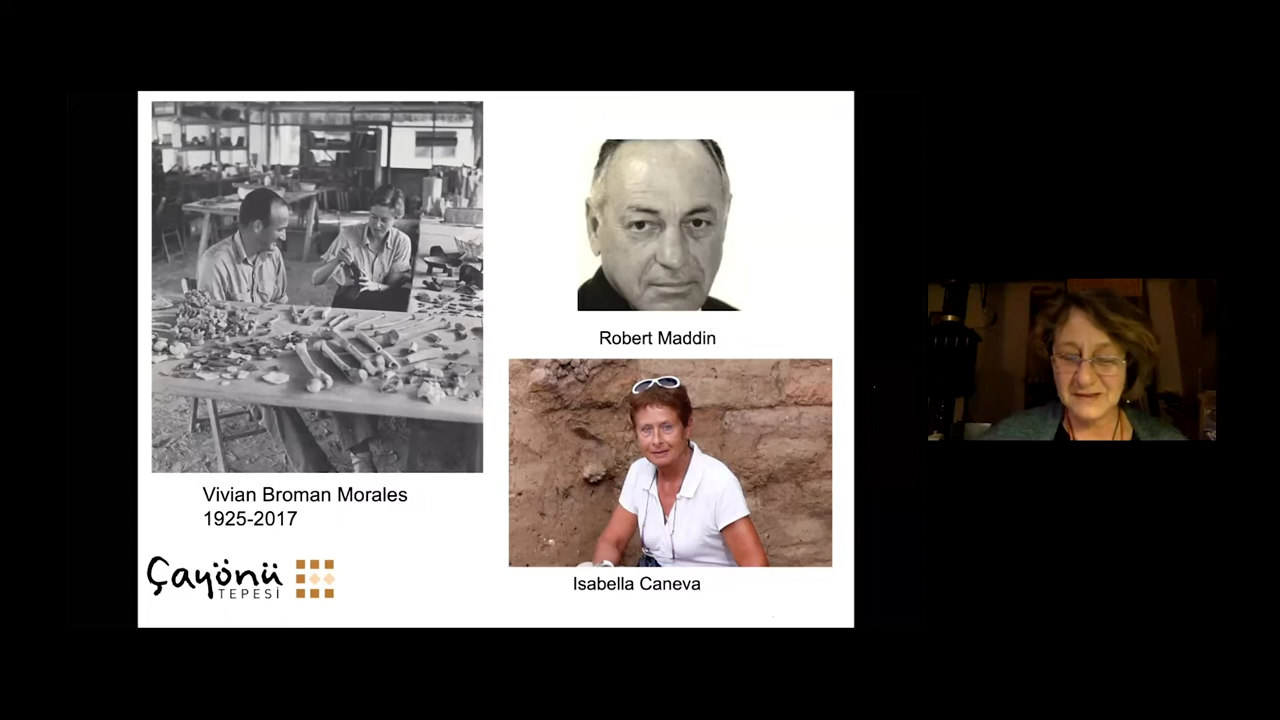 Robert Maddin
Vivian Broman Morales
1925-2017
Isabella Caneva
Çayönü
TEPESİ